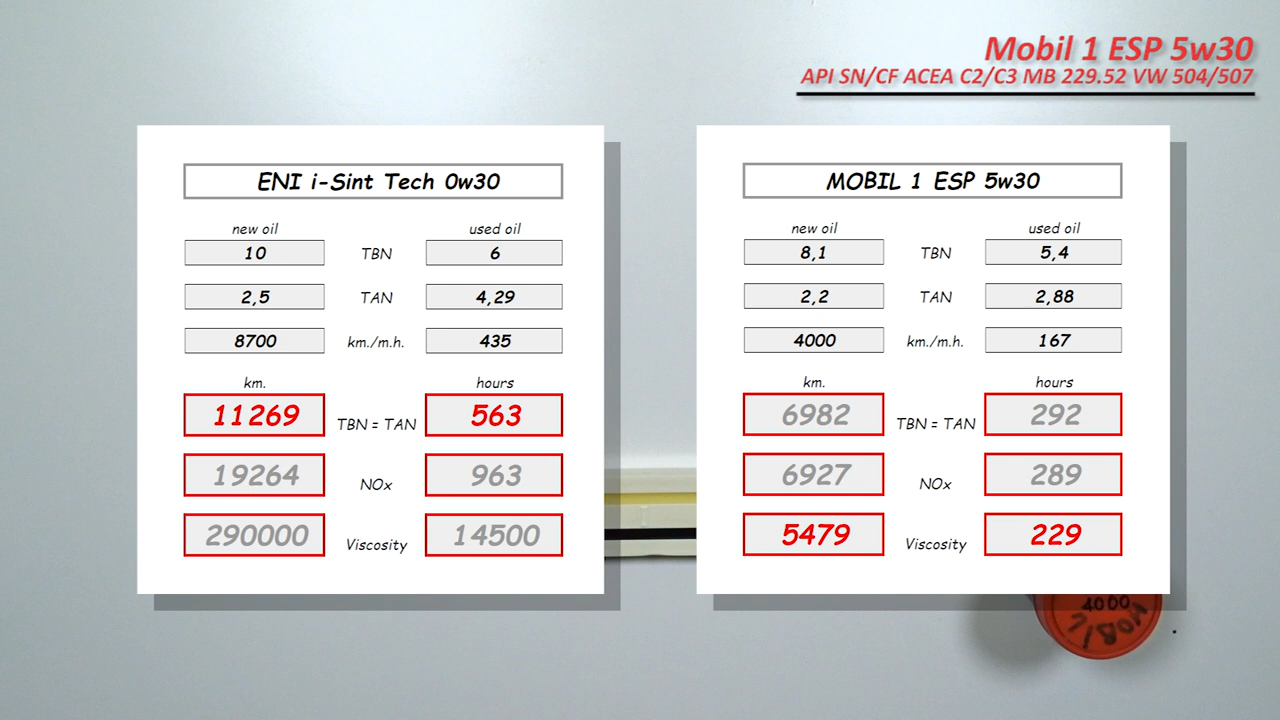 Mobil 1 ESP 5w30
API SN/CF ACEA C2/C3 MB 229.52 VW 504/507
ENI i-Sint Tech 0w30
new oil used oil
10 TBN 6
2,5 TAN 4,29
8700 km./m.h. 435
km. hours
11269 TBN = TAN 563
19264 NOx 963
290000 Viscosity 14500
MOBIL 1 ESP 5w30
new oil used oil
8,1 TBN 5,4
2,2 TAN 2,88
4000 km./m.h. 167
km. hours
6982 TBN = TAN 292
6927 NOx 289
5479 Viscosity 229
4000
MOBIL